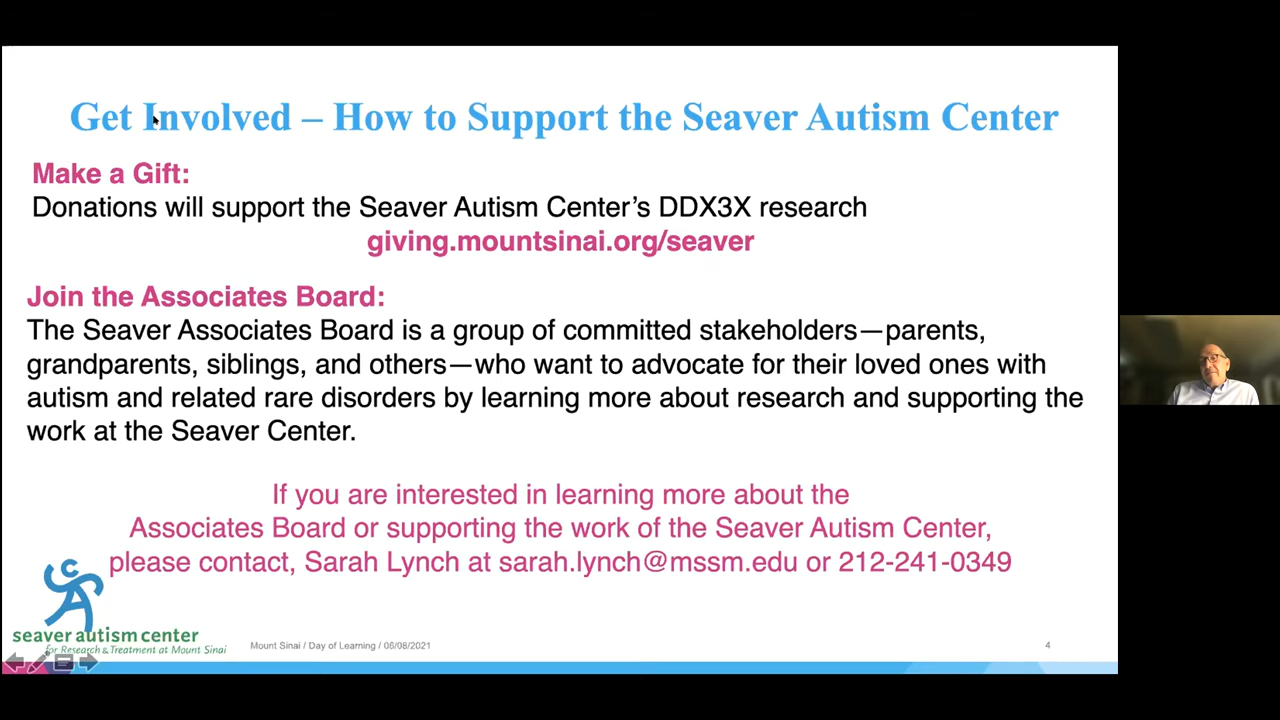 Get Involved – How to Support the Seaver Autism Center
Make a Gift:
Donations will support the Seaver Autism Center’s DDX3X research
giving.mountsinai.org/seaver
Join the Associates Board:
The Seaver Associates Board is a group of committed stakeholders—parents,
grandparents, siblings, and others—who want to advocate for their loved ones with
autism and related rare disorders by learning more about research and supporting the
work at the Seaver Center.
If you are interested in learning more about the
Associates Board or supporting the work of the Seaver Autism Center,
please contact, Sarah Lynch at sarah.lynch@mssm.edu or 212-241-0349
seaver autism center
for Research & Treatment at Mount Sinai
Mount Sinai / Day of Learning / 06/08/2021
4